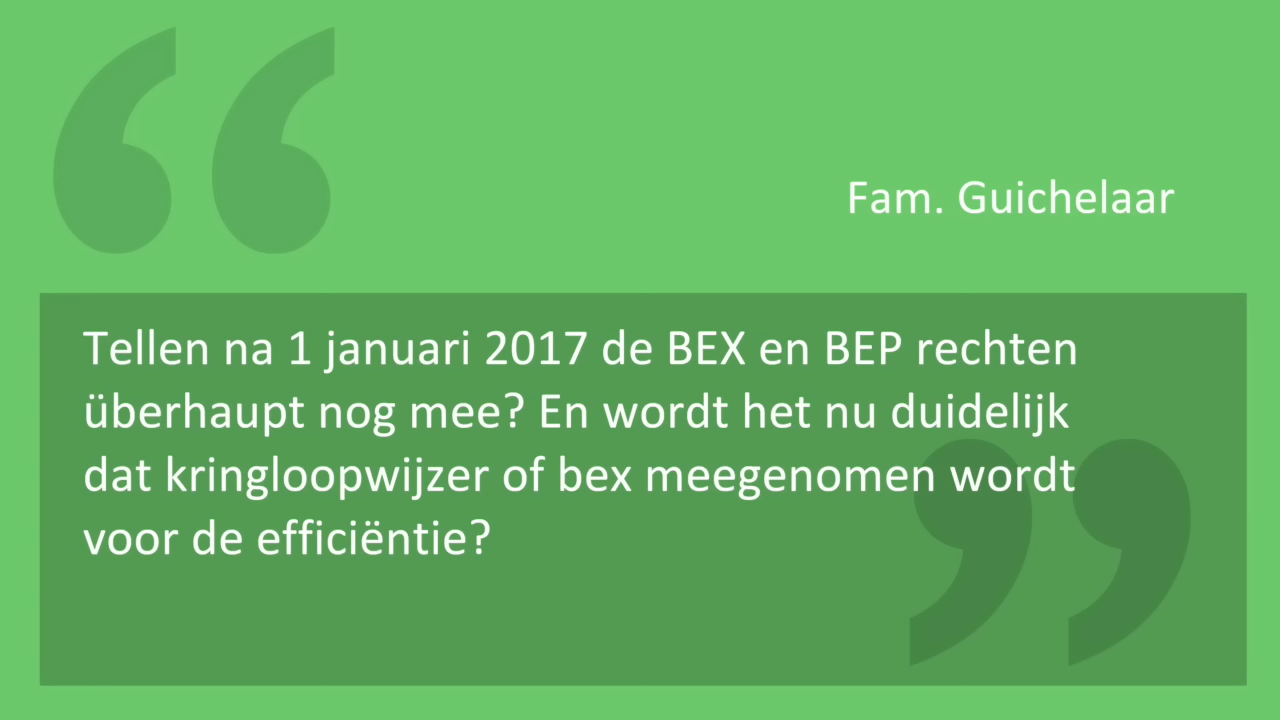 Fam. Guichelaar
Tellen na 1 januari 2017 de BEX en BEP rechten
überhaupt nog mee? En wordt het nu duidelijk
dat kringloopwijzer of bex meegenomen wordt
voor de efficiëntie?